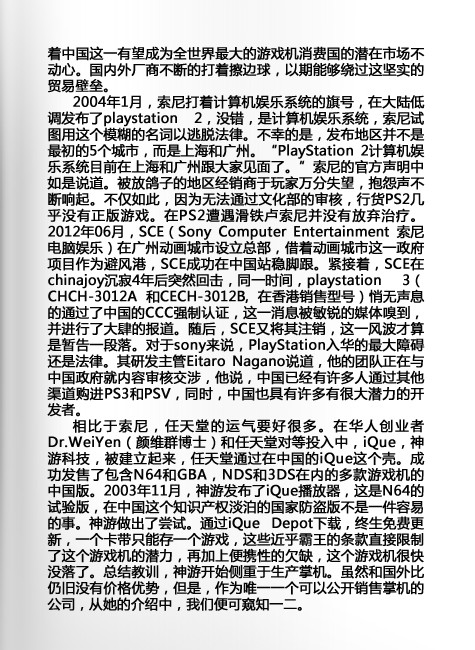 着中国这一有望成为全世界最大的游戏机消费国的潜在市场不
动心。国内外厂商不断的打着擦边球，以期能够绕过这坚实的
贸易壁垒。
2004年1月，索尼打着计算机娱乐系统的旗号，在大陆低
调发布了playstation 2，没错，是计算机娱乐系统，索尼试
图用这个模糊的名词以逃脱法律。不幸的是，发布地区并不是
最初的5个城市，而是上海和广州。“PlayStation 2计算机娱
乐系统目前在上海和广州跟大家见面了。”索尼的官方声明中
如是说道。被放鸽子的地区经销商于玩家万分失望，抱怨声不
断响起。不仅如此，因为无法通过文化部的审核，行货PS2几
乎没有正版游戏。在PS2遭遇滑铁卢索尼并没有放弃治疗。
2012年06月，SCE（Sony Computer Entertainment 索尼
电脑娱乐）在广州动画城市设立总部，借着动画城市这一政府
项目作为避风港，SCE成功在中国站稳脚跟。紧接着，SCE在
chinajoy沉寂4年后突然回击，同一时间，playstation 3（
CHCH-3012A 和CECH-3012B, 在香港销售型号）悄无声息
的通过了中国的CCC强制认证，这一消息被敏锐的媒体嗅到，
并进行了大肆的报道。随后，SCE又将其注销，这一风波才算
是暂告一段落。对于sony来说，PlayStation入华的最大障碍
还是法律。其研发主管Eitaro Nagano说道，他的团队正在与
中国政府就内容审核交涉，他说，中国已经有许多人通过其他
渠道购进PS3和PSV，同时，中国也具有许多有很大潜力的开
发者。
相比于索尼，任天堂的运气要好很多。在华人创业者
Dr.WeiYen（颜维群博士）和任天堂对等投入中，iQue，神
游科技，被建立起来，任天堂通过在中国的iQue这个壳。成
功发售了包含N64和GBA，NDS和3DS在内的多款游戏机的
中国版。2003年11月，神游发布了iQue播放器，这是N64的
试验版，在中国这个知识产权淡泊的国家防盗版不是一件容易
的事。神游做出了尝试。通过iQue Depot下载，终生免费更
新，一个卡带只能存一个游戏，这些近乎霸王的条款直接限制
了这个游戏机的潜力，再加上便携性的欠缺，这个游戏机很快
没落了。总结教训，神游开始侧重于生产掌机。虽然和国外比
仍旧没有价格优势，但是，作为唯一一个可以公开销售掌机的
公司，从她的介绍中，我们便可窥知一二。